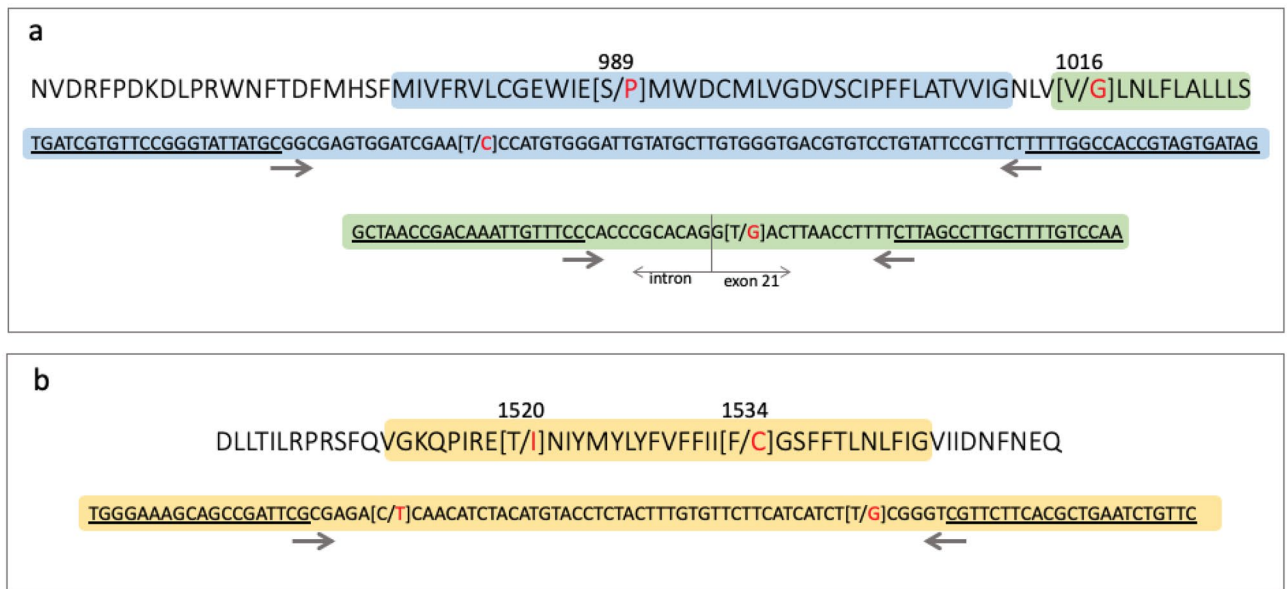 a
989 1016
NVDRFPDKDLPRWNFTDFMHSFMIVFRVLCGEWIE[S/P]MWDCMLVGDVSCIPFFLATVVIGNLV[V/G]LNLFLALLLS
TGATCGTGTTCCGGGTATTATGCGGCGAGTGGATCGAA[T/C]CCATGTGGGATTGTATGCTTGTGGGTGACGTGTCCTGTATTCCGTTCTTTTTGGCCACCGTAGTGATAG
GCTAACCGACAAATTGTTTCCCACCCGCACAGG[T/G]ACTTAACCTTTTCTTAGCCTTGCTTTTGTCCAA
intron exon 21
b
1520 1534
DLLTILRPRSFQVGKQPIRE[T/I]NIYMYLYFVFFII[F/C]GSFFTLNLFIGVIIDNFNEQ
TGGGAAAGCAGCCGATTCGCGAGA[C/T]CAACATCTACATGTACCTCTACTTTGTGTTCTTCATCATCT[T/G]CGGGTCGTTCTTCACGCTGAATCTGTTC